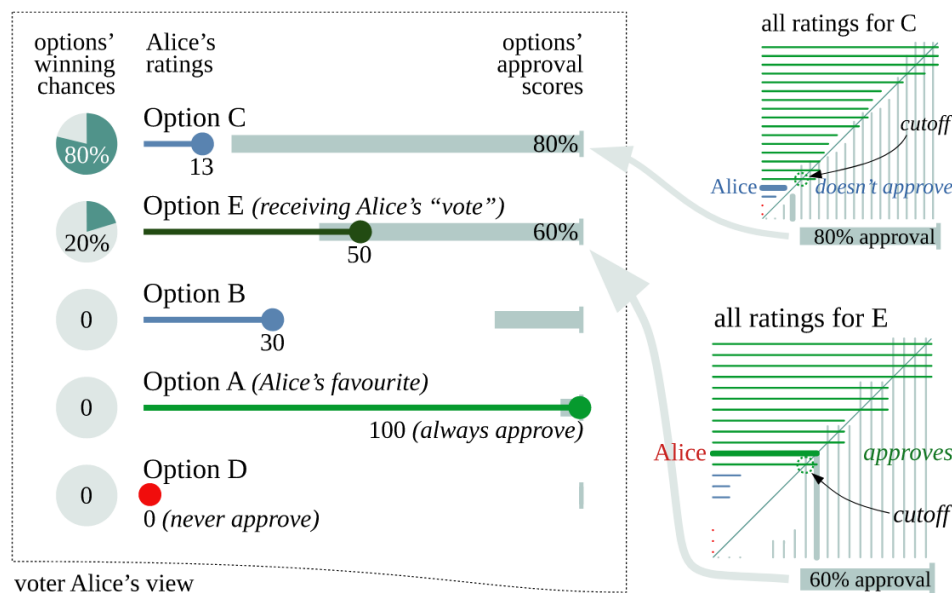 options’
winning
chances
Alice’s
ratings
options’
approval
scores
Option C
80%
13
80%
Option E (receiving Alice’s “vote”)
20%
50
60%
Option B
0
30
Option A (Alice’s favourite)
0
100 (always approve)
Option D
0
0 (never approve)
voter Alice’s view
all ratings for C
cutoff
Alice
doesn’t approve
80% approval
all ratings for E
Alice
approves
cutoff
60% approval